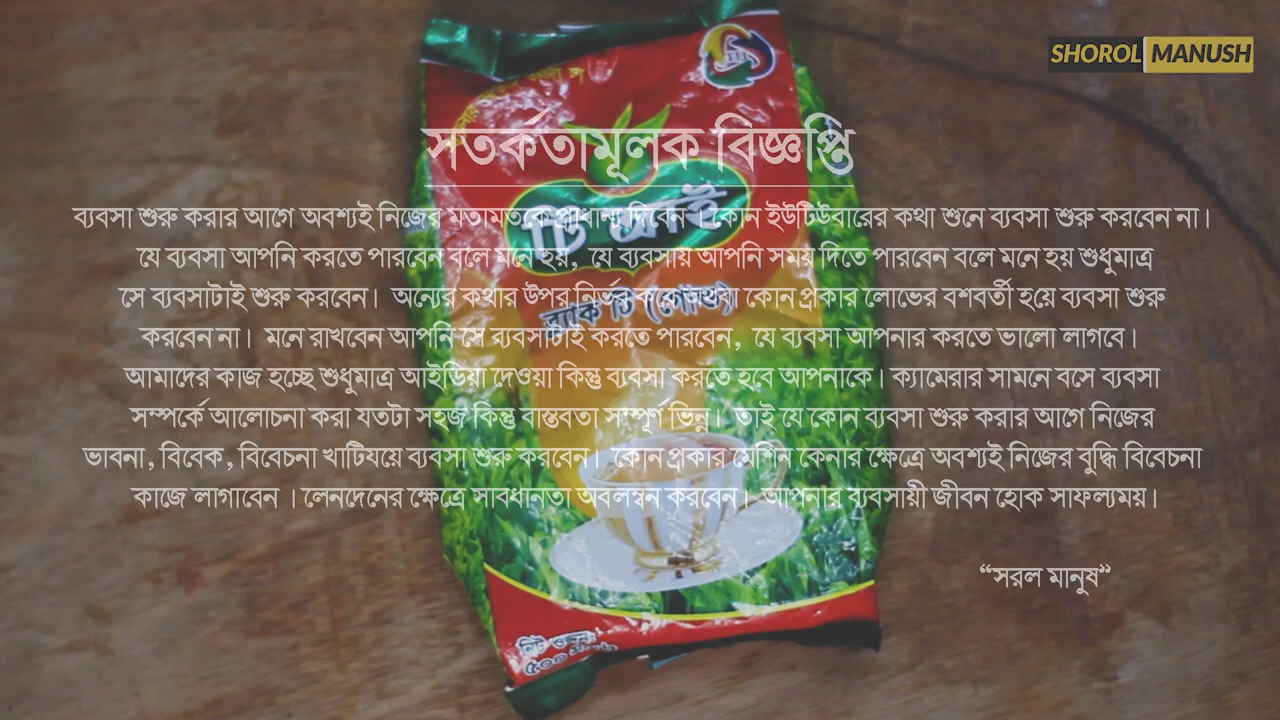 SHOROL MANUSH
সতর্কতামূলক বিজ্ঞপ্তি
ব্যবসা শুরু করার আগে অবশ্যই নিজের মতামতকে প্রাধান্য দিবেন । কোন ইউটিউবারের কথা শুনে ব্যবসা শুরু করবেন না।
যে ব্যবসা আপনি করতে পারবেন বলে মনে হয়, যে ব্যবসায় আপনি সময় দিতে পারবেন বলে মনে হয় শুধুমাত্র
সে ব্যবসাটাই শুরু করবেন। অন্যের কথার উপর নির্ভর করে অথবা কোন প্রকার লোভের বশবর্তী হয়ে ব্যবসা শুরু
করবেন না। মনে রাখবেন আপনি সে ব্যবসাটাই করতে পারবেন, যে ব্যবসা আপনার করতে ভালো লাগবে।
আমাদের কাজ হচ্ছে শুধুমাত্র আইডিয়া দেওয়া কিন্তু ব্যবসা করতে হবে আপনাকে। ক্যামেরার সামনে বসে ব্যবসা
সম্পর্কে আলোচনা করা যতটা সহজ কিন্তু বাস্তবতা সম্পূর্ণ ভিন্ন। তাই যে কোন ব্যবসা শুরু করার আগে নিজের
ভাবনা, বিবেক, বিবেচনা খাটিযয়ে ব্যবসা শুরু করবেন। কোন প্রকার মেশিন কেনার ক্ষেত্রে অবশ্যই নিজের বুদ্ধি বিবেচনা
কাজে লাগাবেন । লেনদেনের ক্ষেত্রে সাবধানতা অবলম্বন করবেন। আপনার ব্যবসায়ী জীবন হোক সাফল্যময়।
“সরল মানুষ”
টি
ব্ল্যাক টি
নিট ওজন:
৫০০